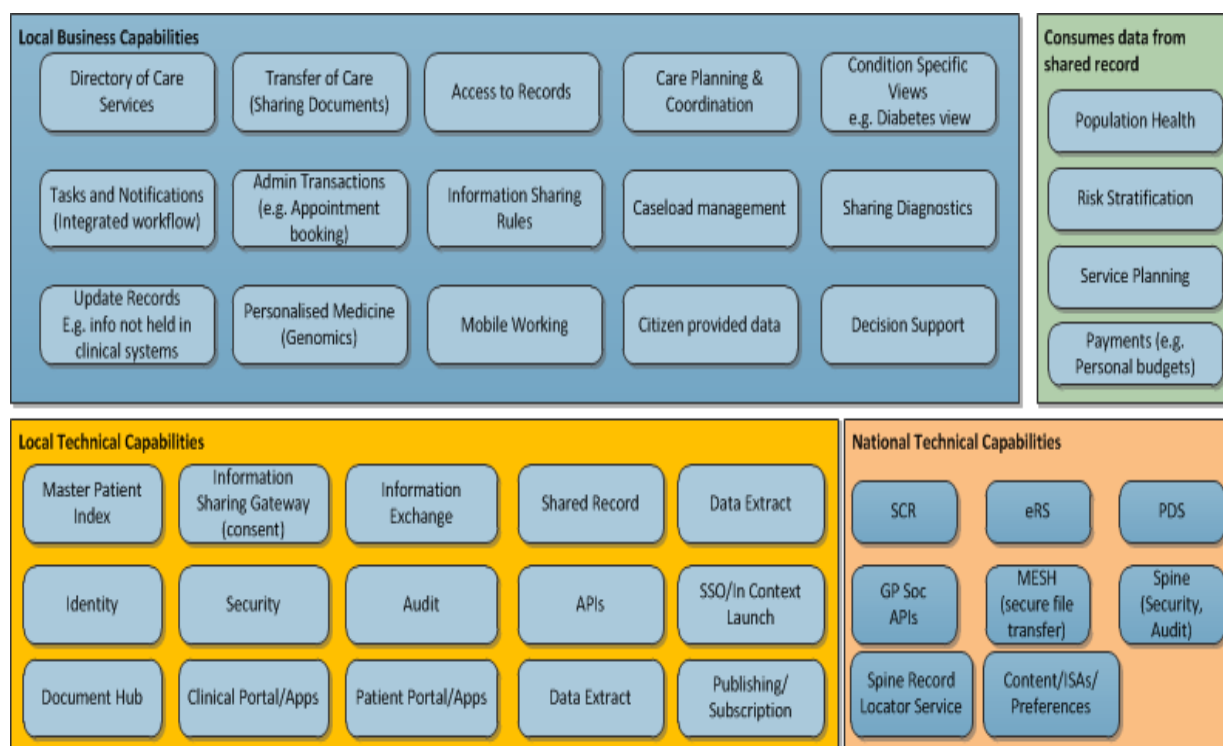 Local Business Capabilities
Directory of Care
Services
Transfer of Care
(Sharing Documents)
Access to Records
Care Planning &
Coordination
Condition Specific
Views
e.g. Diabetes view
Tasks and Notifications
(Integrated workflow)
Admin Transactions
(e.g. Appointment
booking)
Information Sharing
Rules
Caseload management
Sharing Diagnostics
Update Records
E.g. info not held in
clinical systems
Personalised Medicine
(Genomics)
Mobile Working
Citizen provided data
Decision Support
Consumes data from
shared record
Population Health
Risk Stratification
Service Planning
Payments (e.g.
Personal budgets)
Local Technical Capabilities
Master Patient
Index
Information
Sharing Gateway
(consent)
Information
Exchange
Shared Record
Data Extract
Identity
Security
Audit
APIs
SSO/In Context
Launch
Document Hub
Clinical Portal/Apps
Patient Portal/Apps
Data Extract
Publishing/
Subscription
National Technical Capabilities
SCR
eRS
PDS
GP Soc
APIs
MESH
(secure file
transfer)
Spine
(Security,
Audit)
Spine Record
Locator Service
Content/ISAs/
Preferences